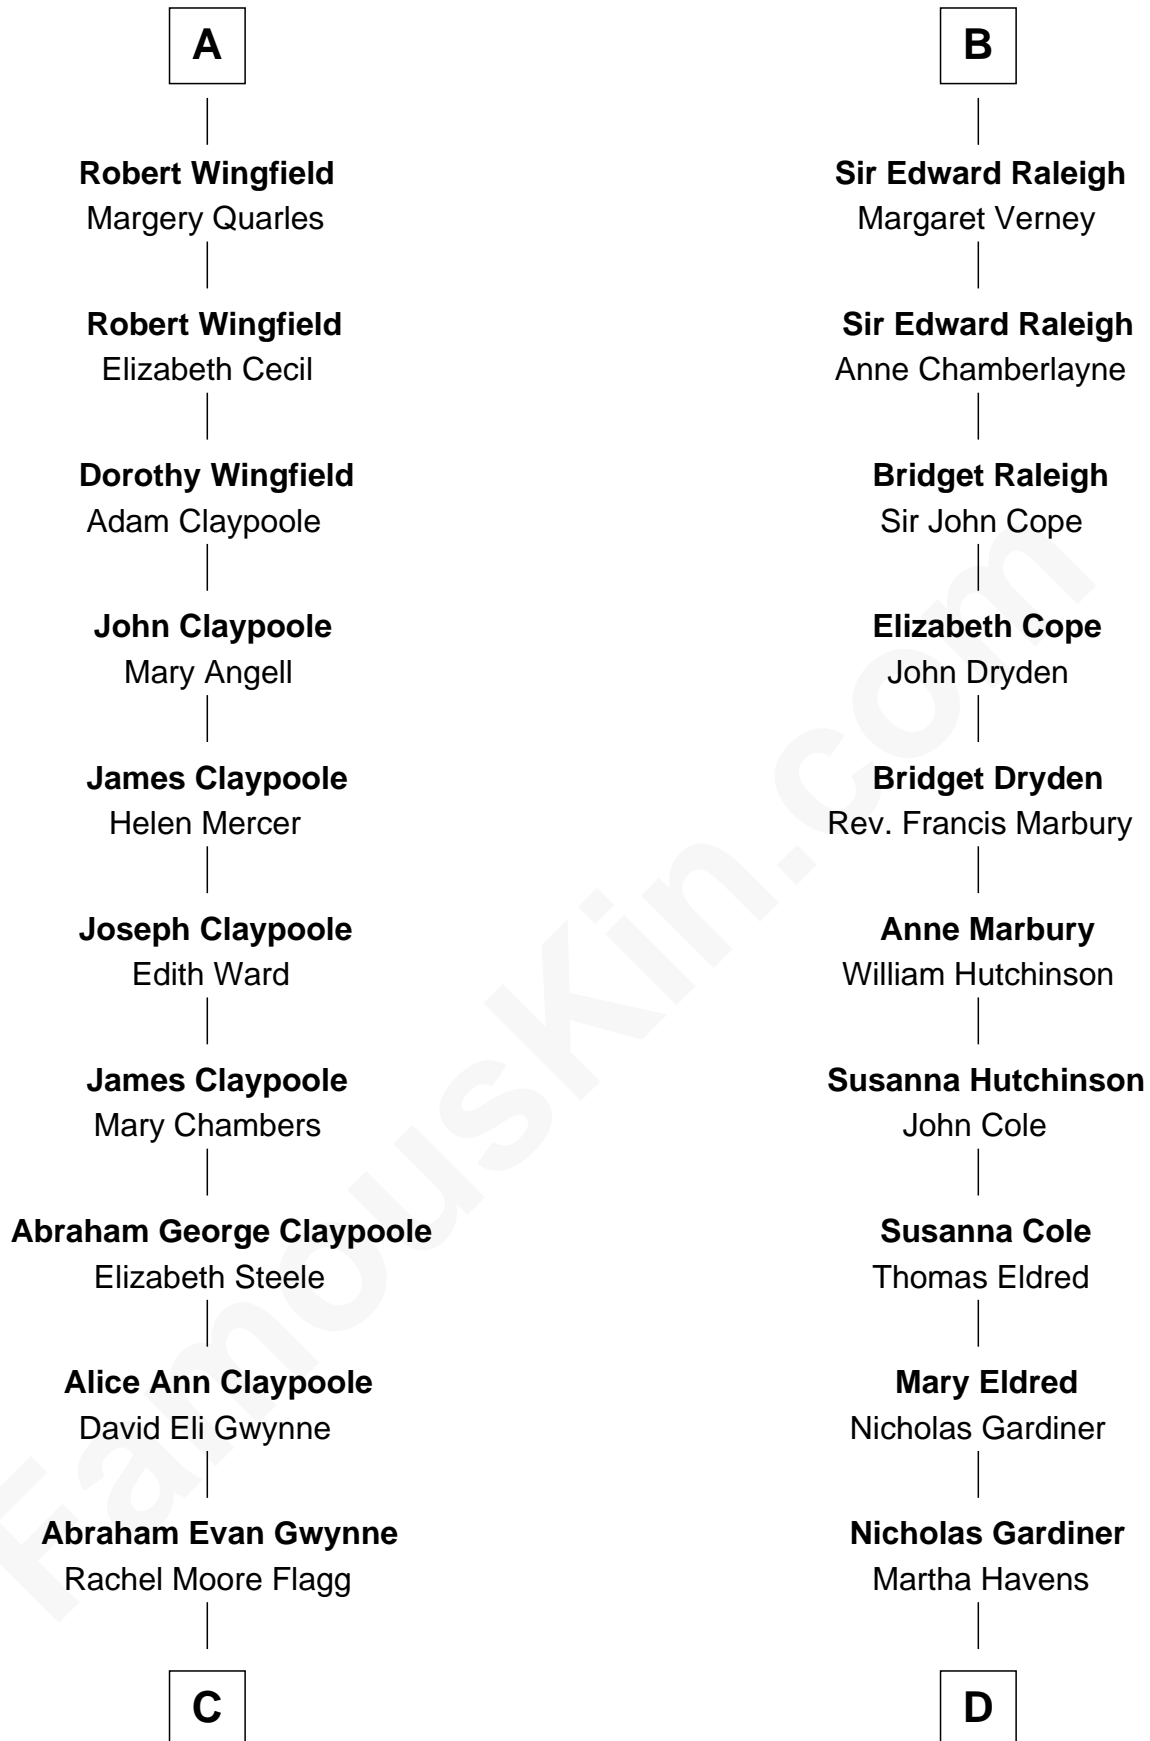 A
Robert Wingfield
Margery Quarles
Robert Wingfield
Elizabeth Cecil
Dorothy Wingfield
Adam Claypoole
John Claypoole
Mary Angell
James Claypoole
Helen Mercer
Joseph Claypoole
Edith Ward
James Claypoole
Mary Chambers
Abraham George Claypoole
Elizabeth Steele
Alice Ann Claypoole
David Eli Gwynne
Abraham Evan Gwynne
Rachel Moore Flagg
C
B
Sir Edward Raleigh
Margaret Verney
Sir Edward Raleigh
Anne Chamberlayne
Bridget Raleigh
Sir John Cope
Elizabeth Cope
John Dryden
Bridget Dryden
Rev. Francis Marbury
Anne Marbury
William Hutchinson
Susanna Hutchinson
John Cole
Susanna Cole
Thomas Eldred
Mary Eldred
Nicholas Gardiner
Nicholas Gardiner
Martha Havens
D
FamousKin.com